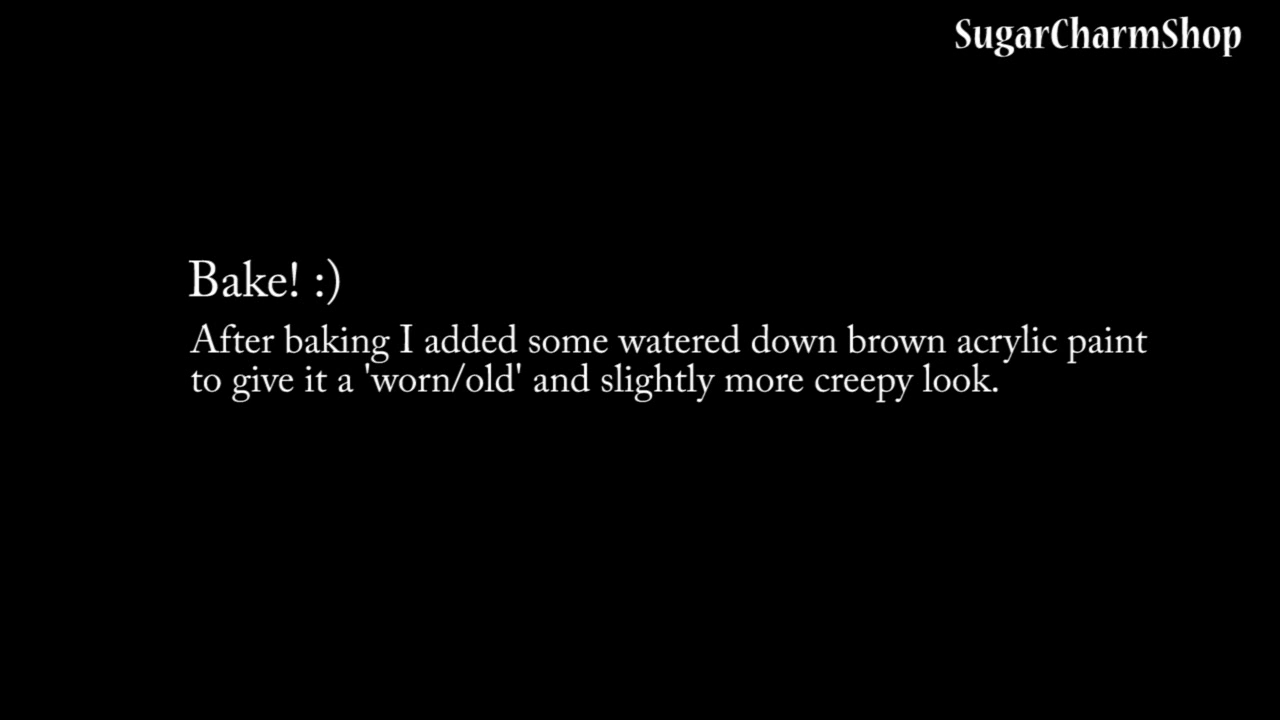 SugarCharmShop
Bake! :)
After baking I added some watered down brown acrylic paint
to give it a 'worn/old' and slightly more creepy look.